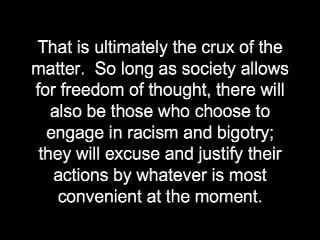 That is ultimately the crux of the
matter.  So long as society allows
for freedom of thought, there will
also be those who choose to
engage in racism and bigotry;
they will excuse and justify their
actions by whatever is most
convenient at the moment.